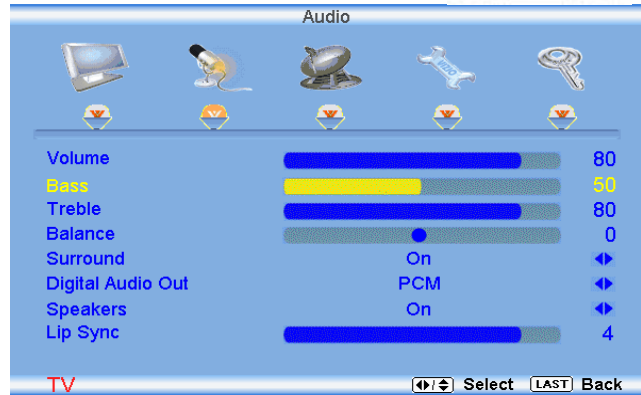 Audio
VIZIO
Volume 80
Bass 50
Treble 80
Balance 0
Surround On
Digital Audio Out PCM
Speakers On
Lip Sync 4
TV Select LAST Back